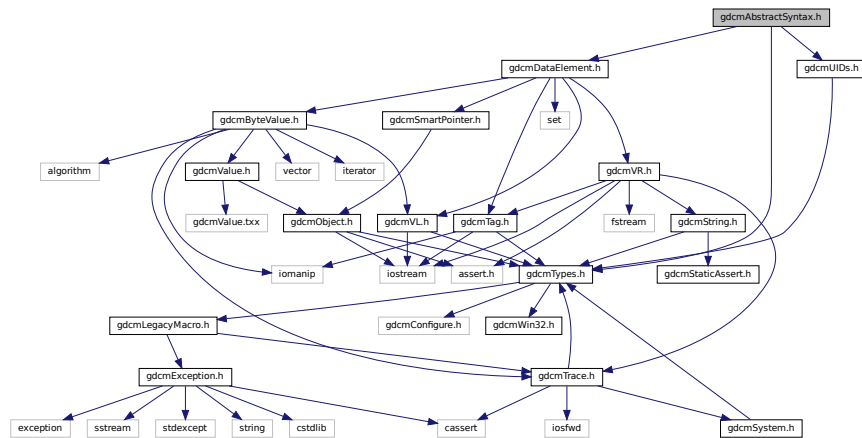 gdcmAbstractSyntax.h
gdcmDataElement.h
gdcmUIDs.h
gdcmByteValue.h
gdcmSmartPointer.h
set
algorithm
gdcmValue.h
vector
iterator
gdcmVR.h
gdcmValue.txx
gdcmObject.h
gdcmVL.h
gdcmTag.h
fstream
gdcmString.h
iomanip
iostream
assert.h
gdcmTypes.h
gdcmStaticAssert.h
gdcmLegacyMacro.h
gdcmConfigure.h
gdcmWin32.h
gdcmException.h
gdcmTrace.h
exception
sstream
stdexcept
string
cstdlib
cassert
iosfwd
gdcmSystem.h